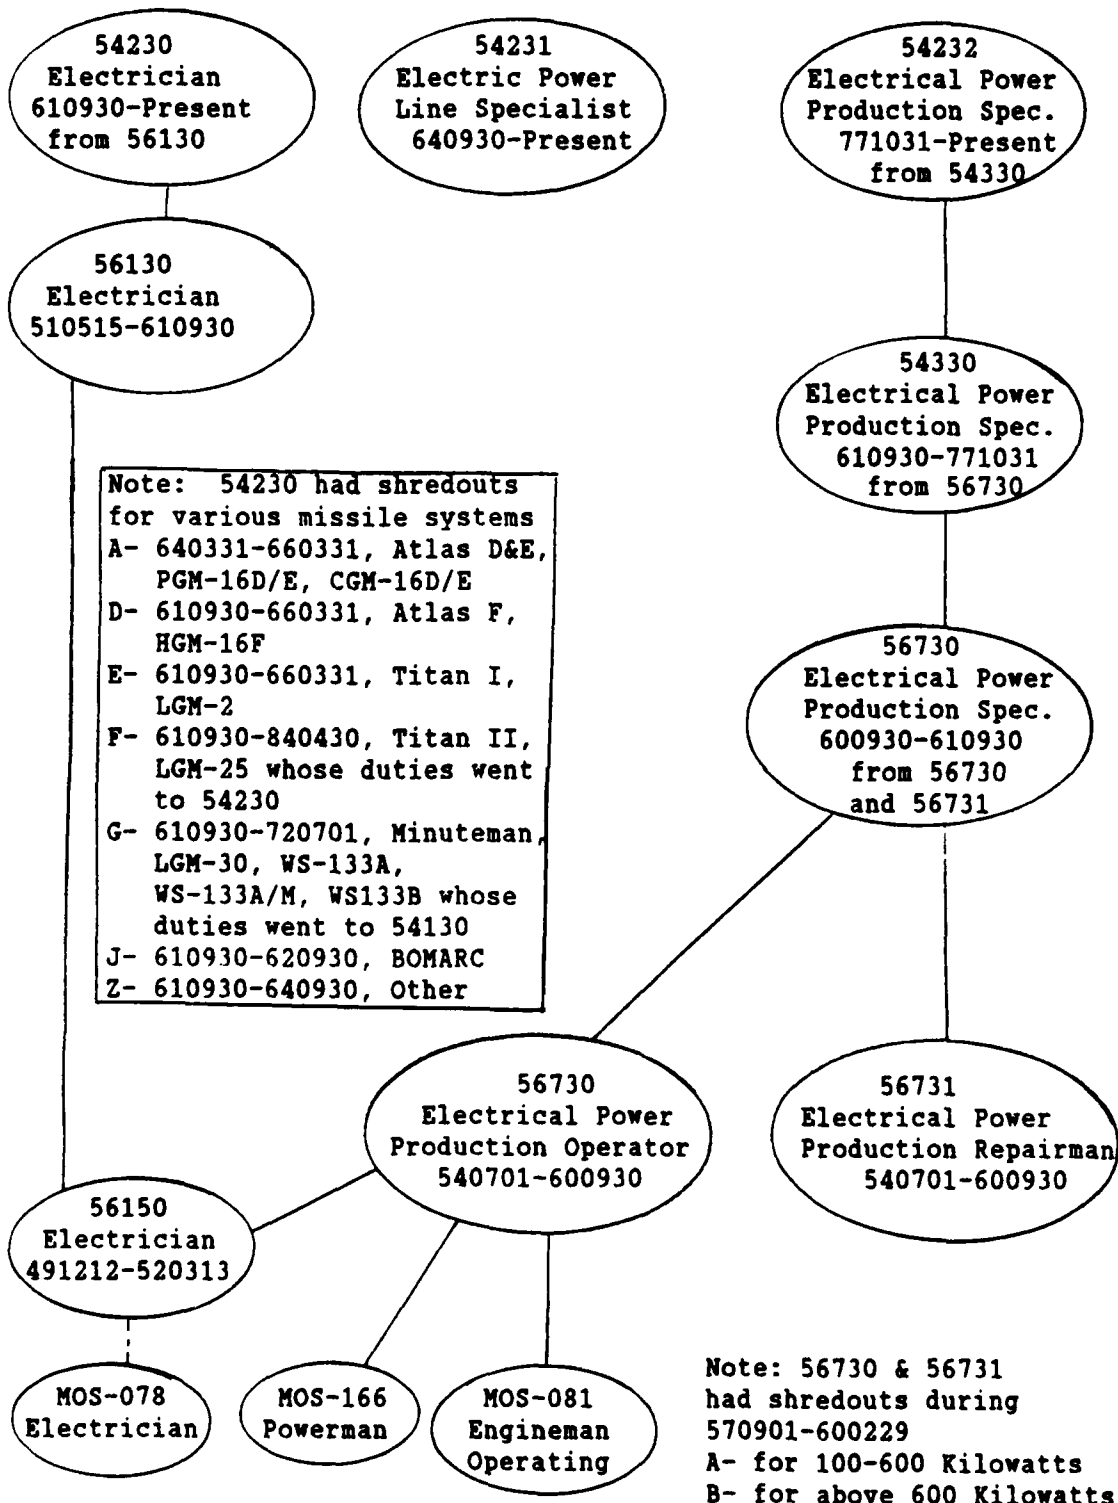 54230
Electrician
610930-Present
from 56130
54231
Electric Power
Line Specialist
640930-Present
54232
Electrical Power
Production Spec.
771031-Present
from 54330
56130
Electrician
510515-610930
54330
Electrical Power
Production Spec.
610930-771031
from 56730
Note: 54230 had shredouts
for various missile systems
A- 640331-660331, Atlas D&E,
PGM-16D/E, CGM-16D/E
D- 610930-660331, Atlas F,
HGM-16F
E- 610930-660331, Titan I,
LGM-2
F- 610930-840430, Titan II,
LGM-25 whose duties went
to 54230
G- 610930-720701, Minuteman,
LGM-30, WS-133A,
WS-133A/M, WS133B whose
duties went to 54130
J- 610930-620930, BOMARC
Z- 610930-640930, Other
56730
Electrical Power
Production Spec.
600930-610930
from 56730
and 56731
56730
Electrical Power
Production Operator
540701-600930
56731
Electrical Power
Production Repairman
540701-600930
56150
Electrician
491212-520313
MOS-078
Electrician
MOS-166
Powerman
MOS-081
Engineman
Operating
Note: 56730 & 56731
had shredouts during
570901-600229
A- for 100-600 Kilowatts
B- for above 600 Kilowatts